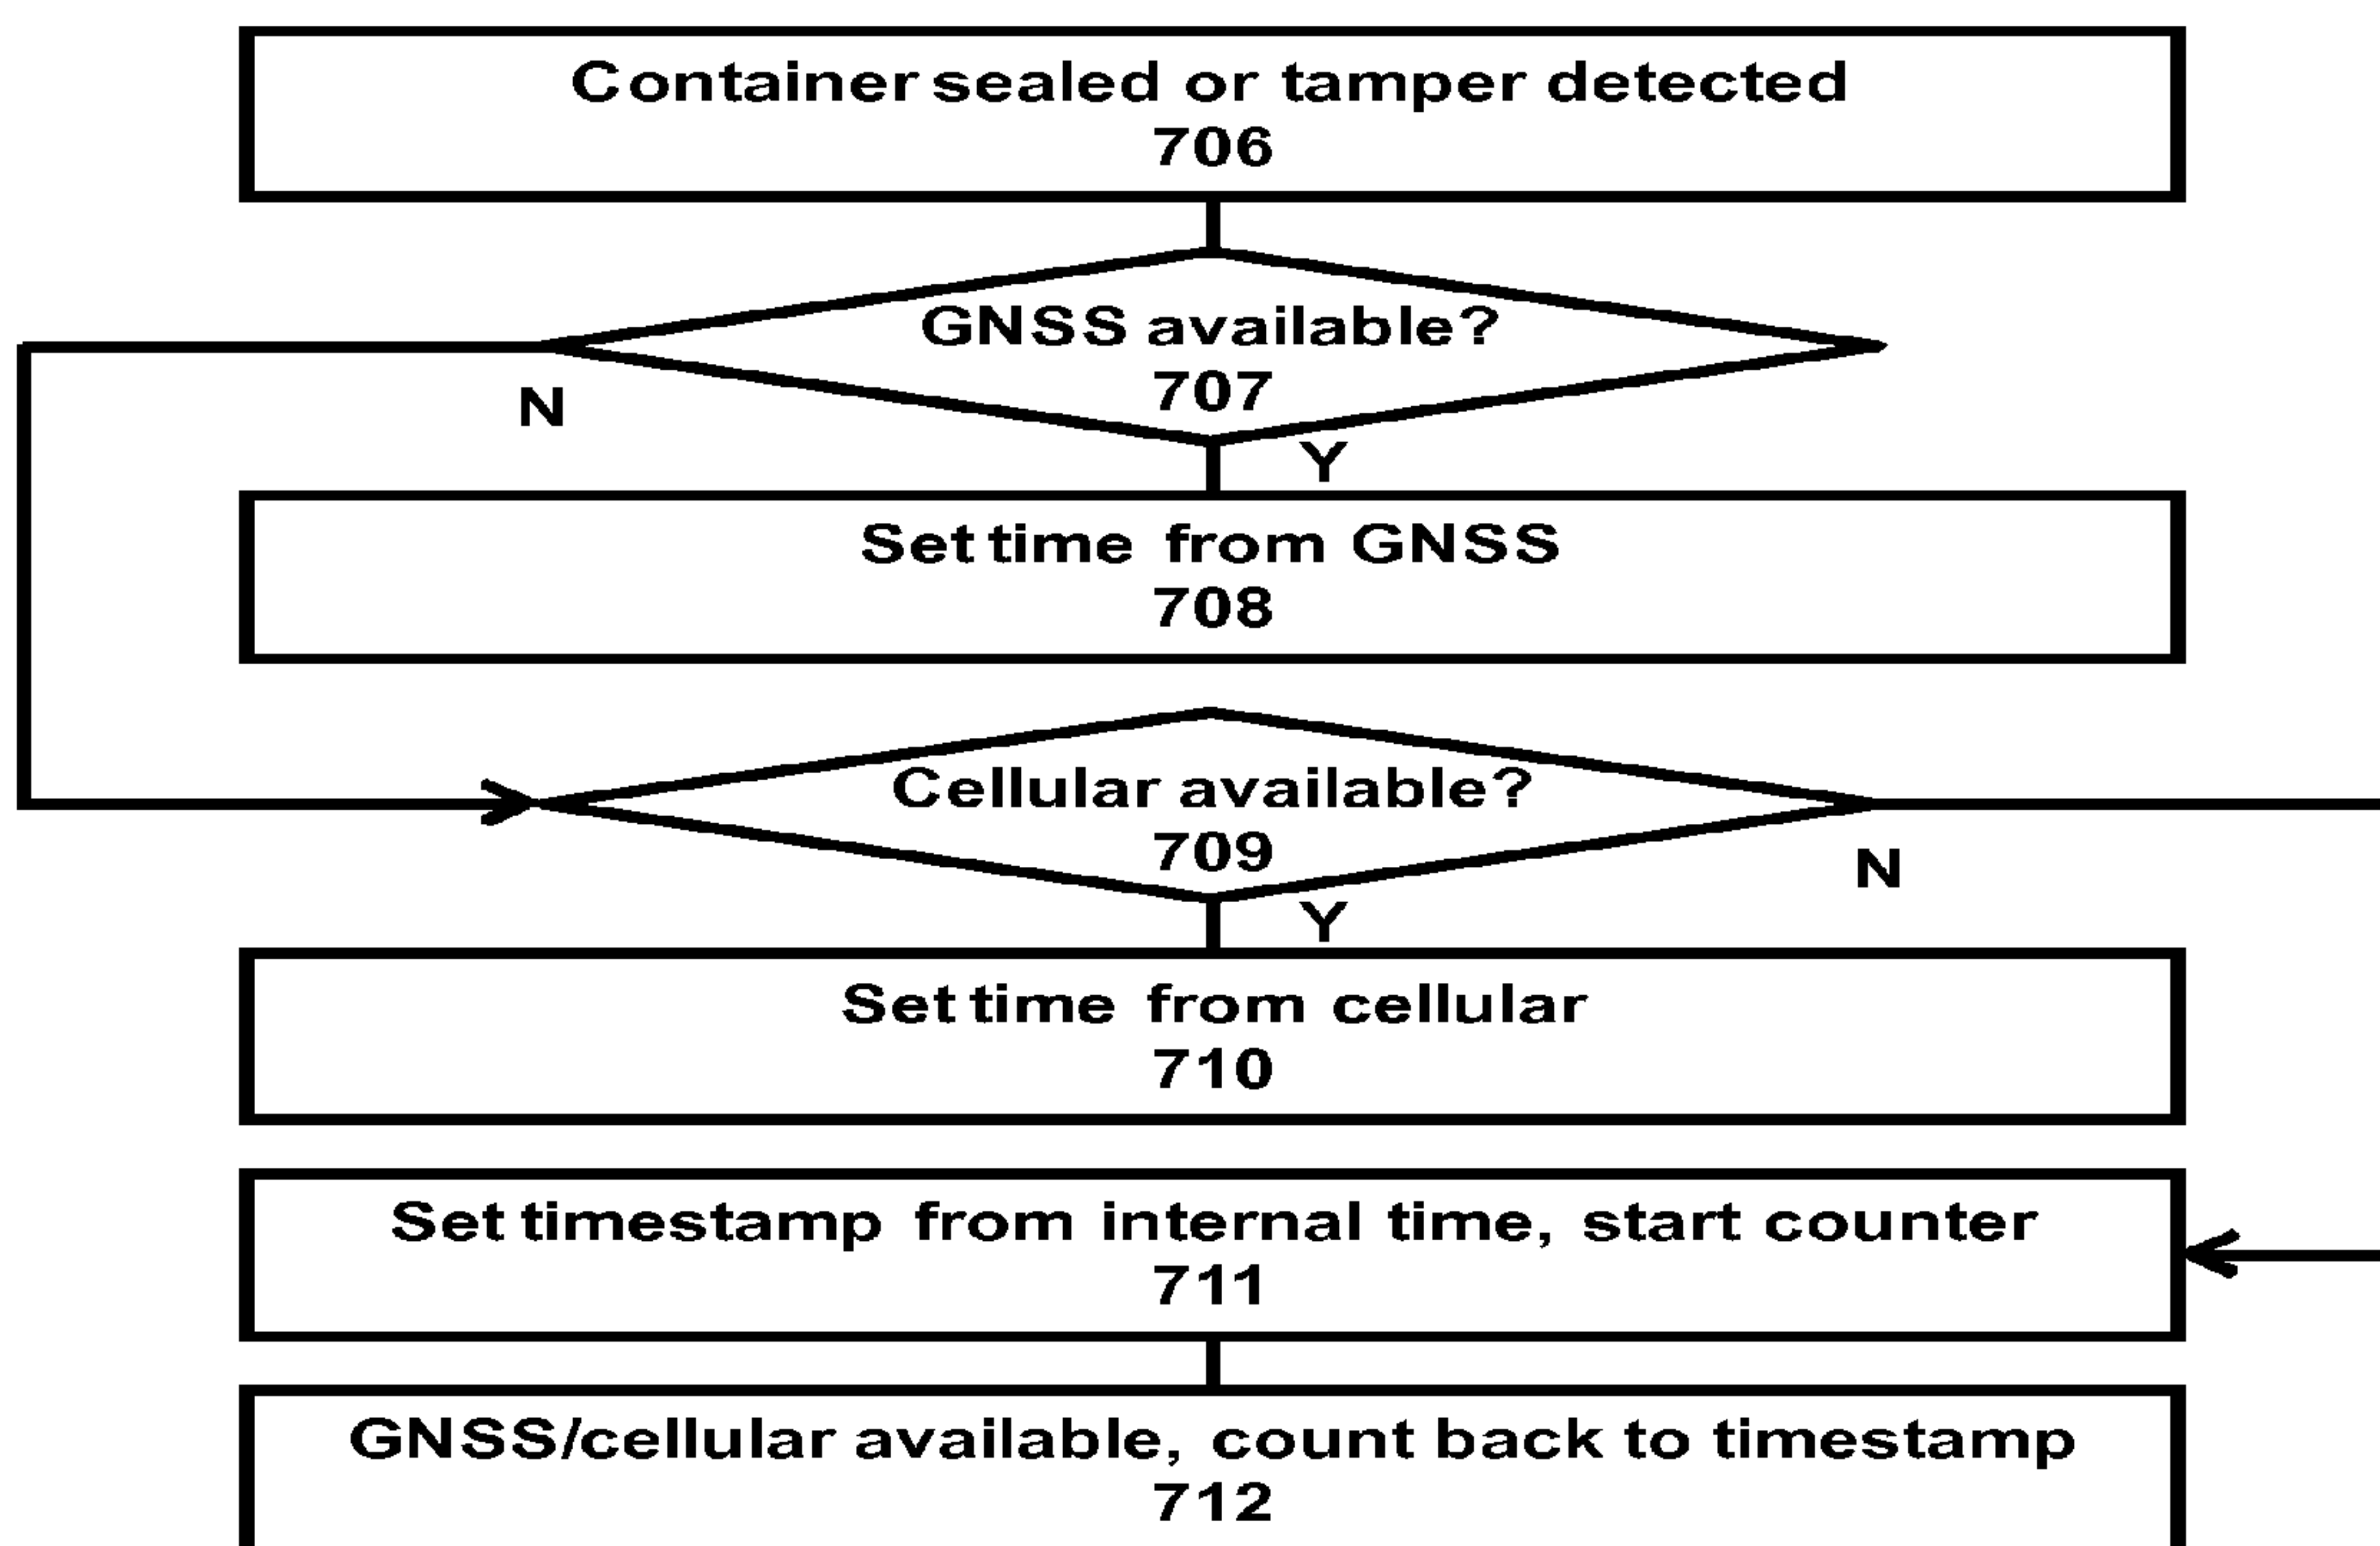 Container sealed or tamper detected
706
GNSS available?
707
N
Y
Set time from GNSS
708
Cellular available?
709
N
Y
Set time from cellular
710
Set timestamp from internal time, start counter
711
GNSS/cellular available, count back to timestamp
712